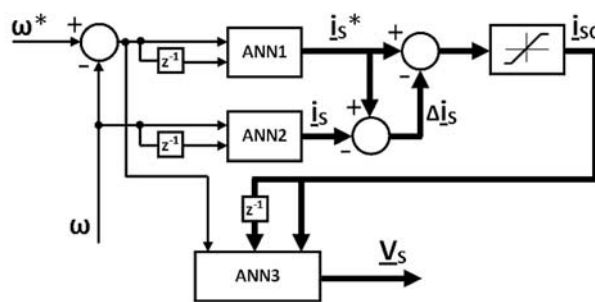 ω*
+
-
z⁻¹
ANN1
i̲s*
+
-
i̲sc
z⁻¹
ANN2
i̲s
+
-
Δi̲s
ω
z⁻¹
ANN3
V̲s